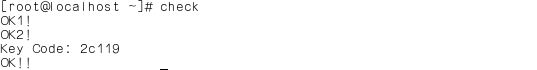 [root@localhost ~]# check
OK1!
OK2!
Key Code: 2c119
OK!!